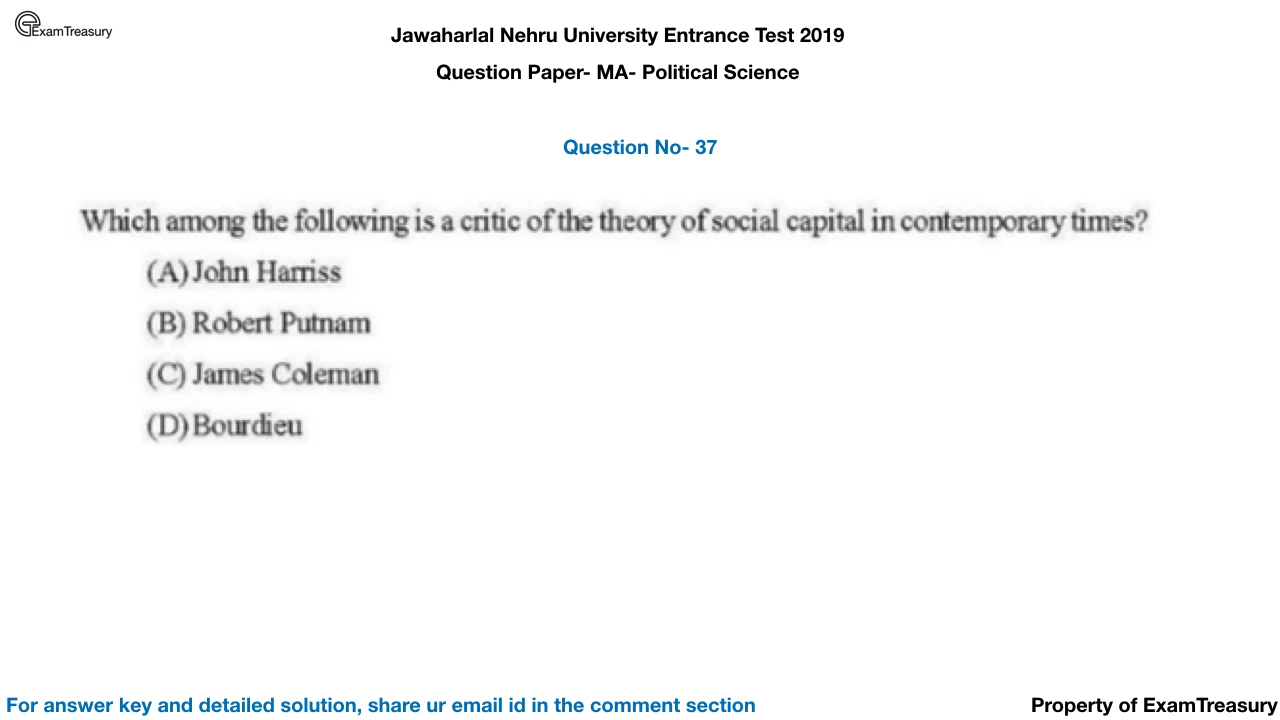 ExamTreasury
Jawaharlal Nehru University Entrance Test 2019
Question Paper- MA- Political Science
Question No- 37
Which among the following is a critic of the theory of social capital in contemporary times?
(A) John Harriss
(B) Robert Putnam
(C) James Coleman
(D) Bourdieu
For answer key and detailed solution, share ur email id in the comment section
Property of ExamTreasury